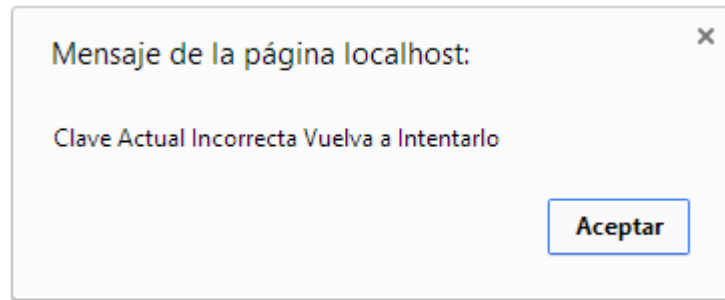 Mensaje de la página localhost:
Clave Actual Incorrecta Vuelva a Intentarlo
Aceptar